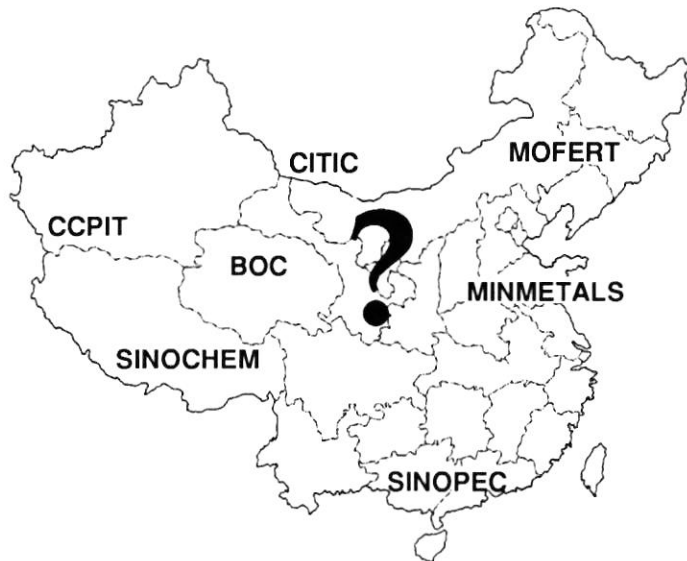 CITIC
MOFERT
CCPIT
BOC
?
MINMETALS
SINOCHEM
SINOPEC